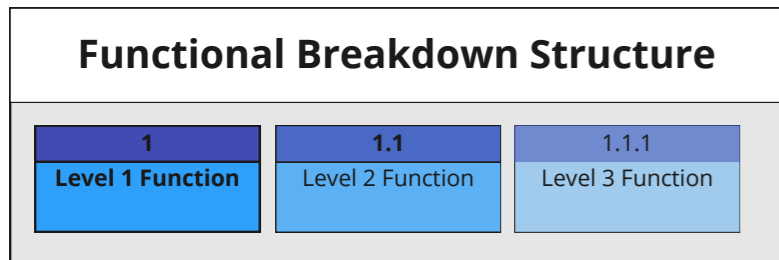 Functional Breakdown Structure
1
Level 1 Function
1.1
Level 2 Function
1.1.1
Level 3 Function